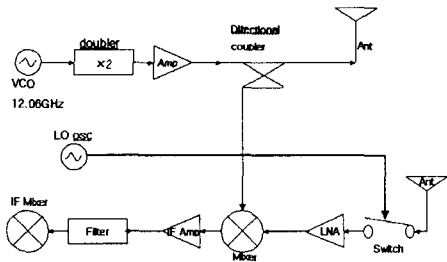 Directional
coupler
Ant
doubler
×2
Amp
VCO
12.06GHz
LO osc
Ant
IF Mixer
Filter
IF Amp
Mixer
LNA
Switch